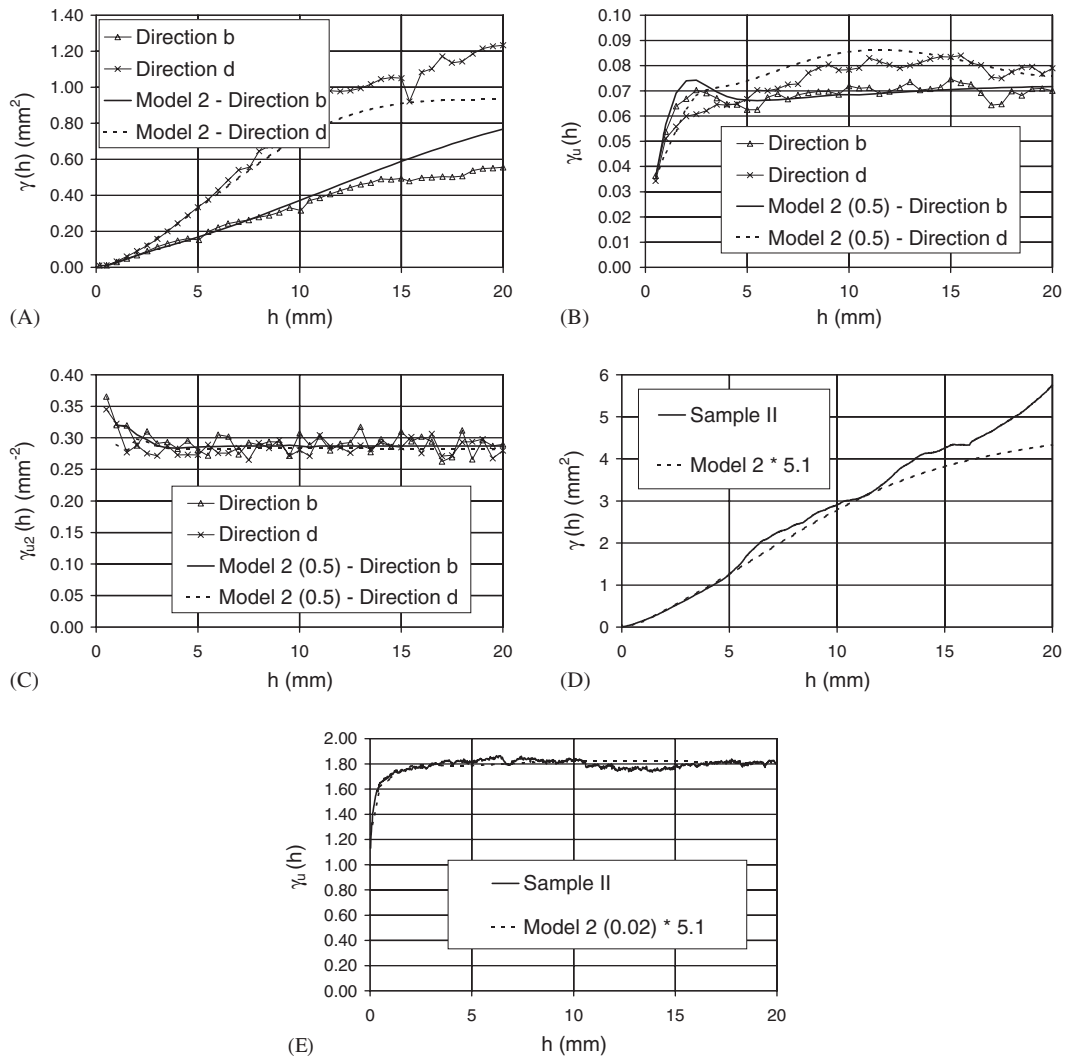 1.40
1.20
1.00
0.80
0.60
0.40
0.20
0.00
γ (h) (mm²)
Direction b
Direction d
Model 2 - Direction b
Model 2 - Direction d
0 5 10 15 20
h (mm)
(A)
0.10
0.09
0.08
0.07
0.06
0.05
0.04
0.03
0.02
0.01
0.00
γu (h)
Direction b
Direction d
Model 2 (0.5) - Direction b
Model 2 (0.5) - Direction d
0 5 10 15 20
h (mm)
(B)
0.40
0.35
0.30
0.25
0.20
0.15
0.10
0.05
0.00
γu2 (h) (mm⁻²)
Direction b
Direction d
Model 2 (0.5) - Direction b
Model 2 (0.5) - Direction d
0 5 10 15 20
h (mm)
(C)
6
5
4
3
2
1
0
γ (h) (mm²)
Sample II
Model 2 * 5.1
0 5 10 15 20
h (mm)
(D)
2.00
1.80
1.60
1.40
1.20
1.00
0.80
0.60
0.40
0.20
0.00
γu (h)
Sample II
Model 2 (0.02) * 5.1
0 5 10 15 20
h (mm)
(E)